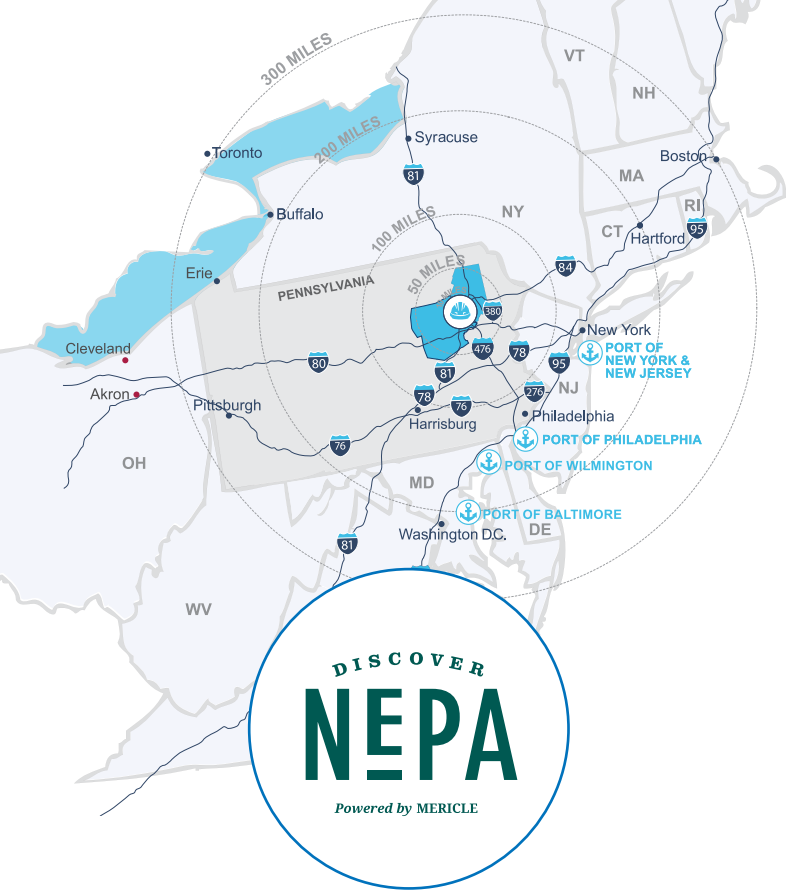 300 MILES
VT
NH
200 MILES
Syracuse
Toronto
Boston
81
MA
RI
100 MILES
NY
Buffalo
CT
95
Hartford
50 MILES
84
Erie
PENNSYLVANIA
380
New York
Cleveland
476
78
PORT OF
NEW YORK &
NEW JERSEY
80
95
81
Akron
78
276
NJ
Pittsburgh
76
Harrisburg
Philadelphia
76
PORT OF PHILADELPHIA
OH
PORT OF WILMINGTON
MD
PORT OF BALTIMORE
Washington D.C.
DE
81
WV
DISCOVER
NEPA
Powered by MERICLE